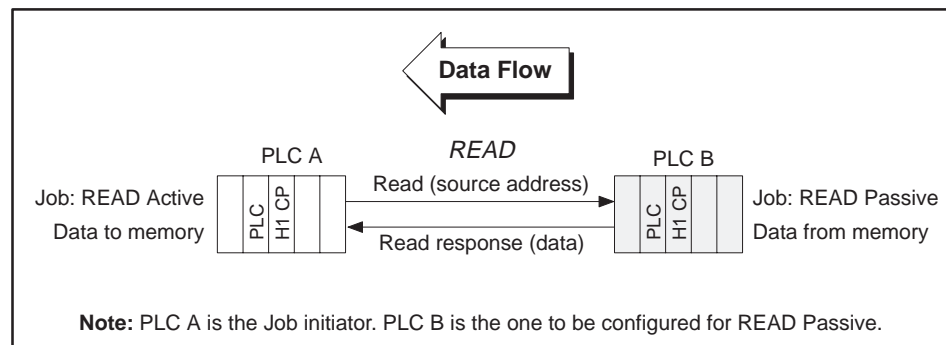 Data Flow
READ
PLC A
PLC B
Job: READ Active
Data to memory
PLC
H1 CP
Read (source address)
Read response (data)
PLC
H1 CP
Job: READ Passive
Data from memory
Note: PLC A is the Job initiator. PLC B is the one to be configured for READ Passive.